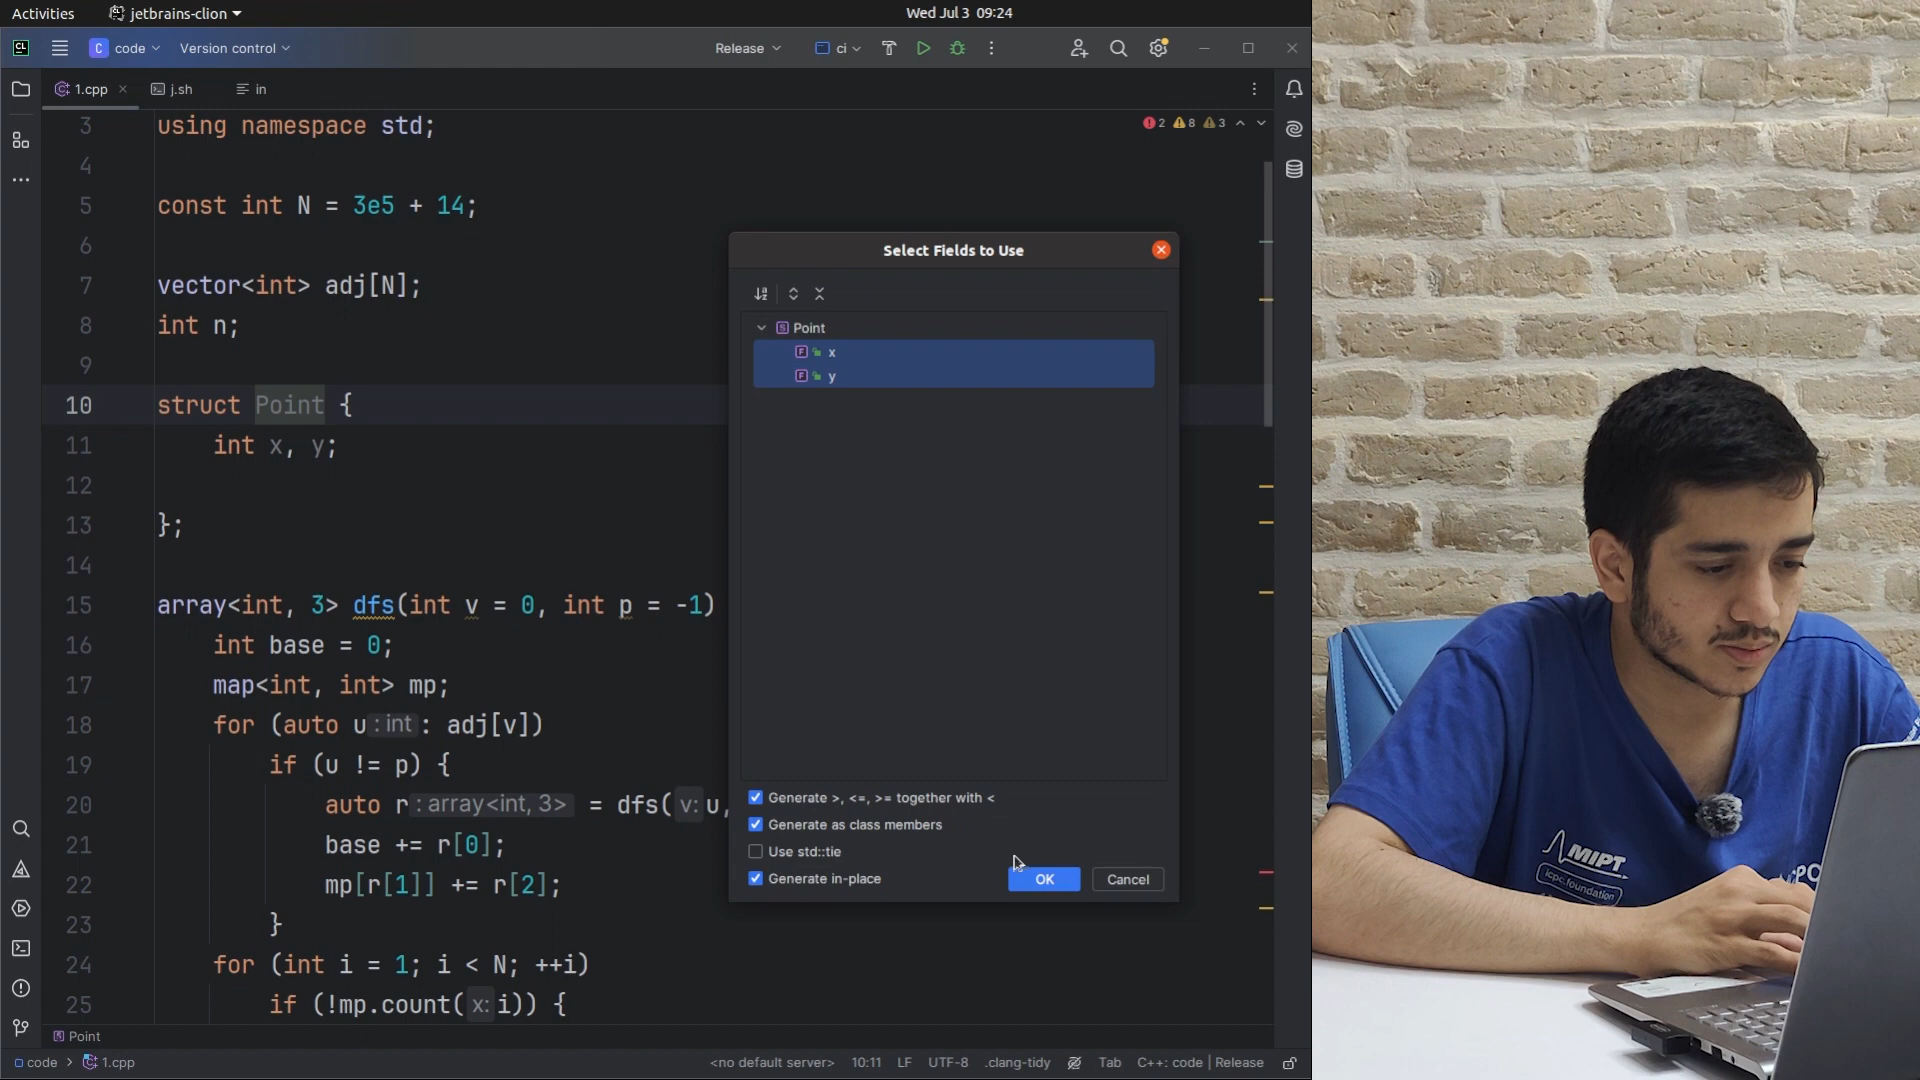 Activities
jetbrains-clion
Wed Jul 3 09:24
CL
C code
Version control
Release
ci
1.cpp
j.sh
in
2 8 3
3 using namespace std;
4
5 const int N = 3e5 + 14;
6
7 vector<int> adj[N];
8 int n;
9
10 struct Point {
11 int x, y;
12
13 };
14
15 array<int, 3> dfs(int v = 0, int p = -1)
16 int base = 0;
17 map<int, int> mp;
18 for (auto u : int : adj[v])
19 if (u != p) {
20 auto r : array<int, 3> = dfs( v: u,
21 base += r[0];
22 mp[r[1]] += r[2];
23 }
24 for (int i = 1; i < N; ++i)
25 if (!mp.count( x: i)) {
Select Fields to Use
S Point
F x
F y
Generate >, <=, >= together with <
Generate as class members
Use std::tie
Generate in-place
OK
Cancel
S Point
code > 1.cpp
<no default server>
10:11
LF
UTF-8
.clang-tidy
Tab
C++: code | Release
MIPT
icpc.foundation